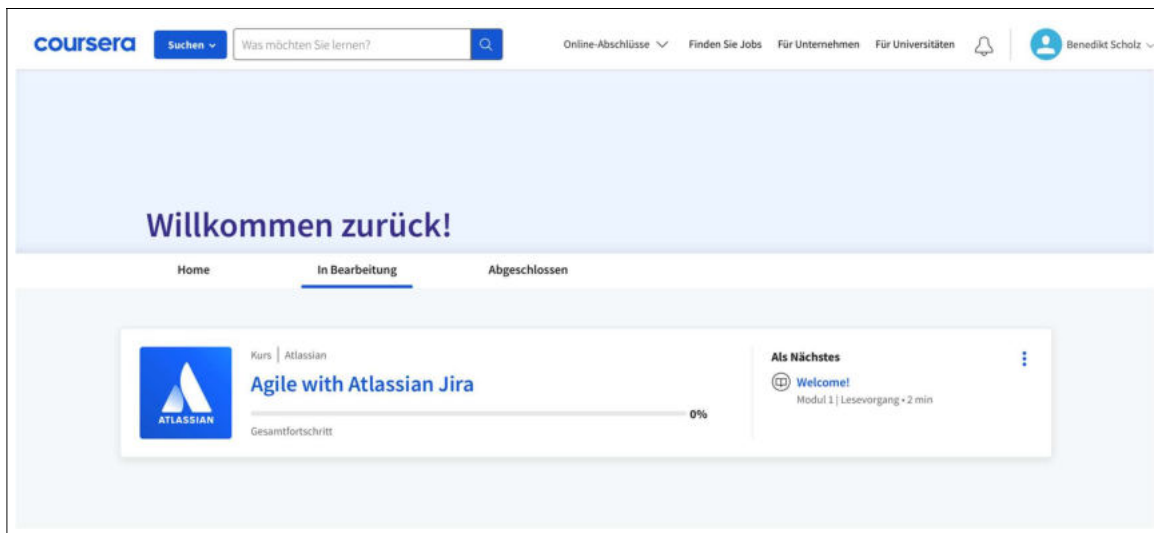 coursera
Suchen
Was möchten Sie lernen?
Online-Abschlüsse
Finden Sie Jobs
Für Unternehmen
Für Universitäten
Benedikt Scholz
Willkommen zurück!
Home
In Bearbeitung
Abgeschlossen
ATLASSIAN
Kurs | Atlassian
Agile with Atlassian Jira
0%
Gesamtfortschritt
Als Nächstes
Welcome!
Modul 1 | Lesevorgang • 2 min